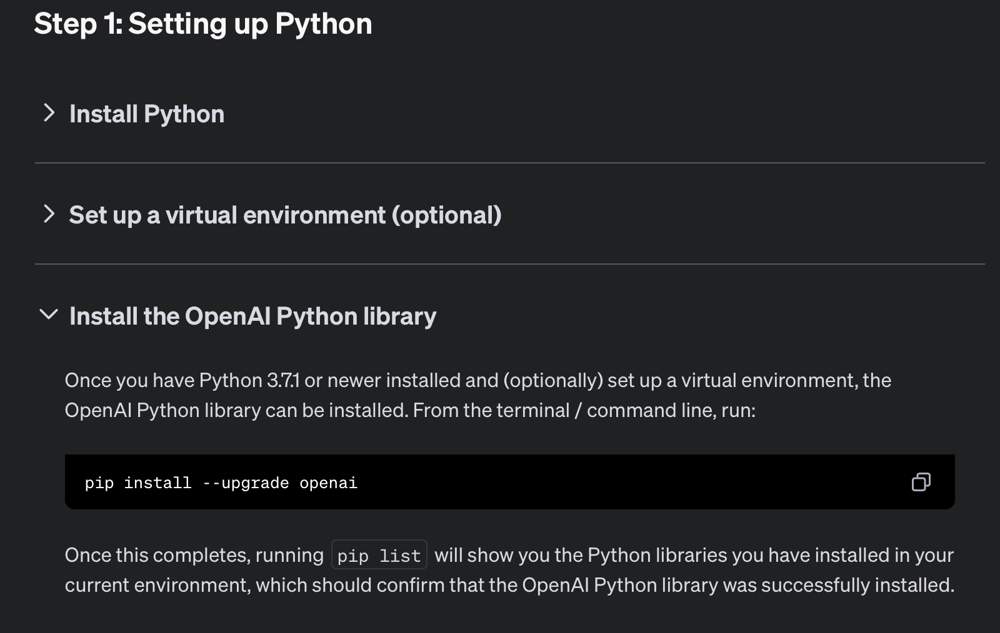 Step 1: Setting up Python
Install Python
Set up a virtual environment (optional)
Install the OpenAI Python library
Once you have Python 3.7.1 or newer installed and (optionally) set up a virtual environment, the
OpenAI Python library can be installed. From the terminal / command line, run:
pip install --upgrade openai
Once this completes, running pip list will show you the Python libraries you have installed in your
current environment, which should confirm that the OpenAI Python library was successfully installed.